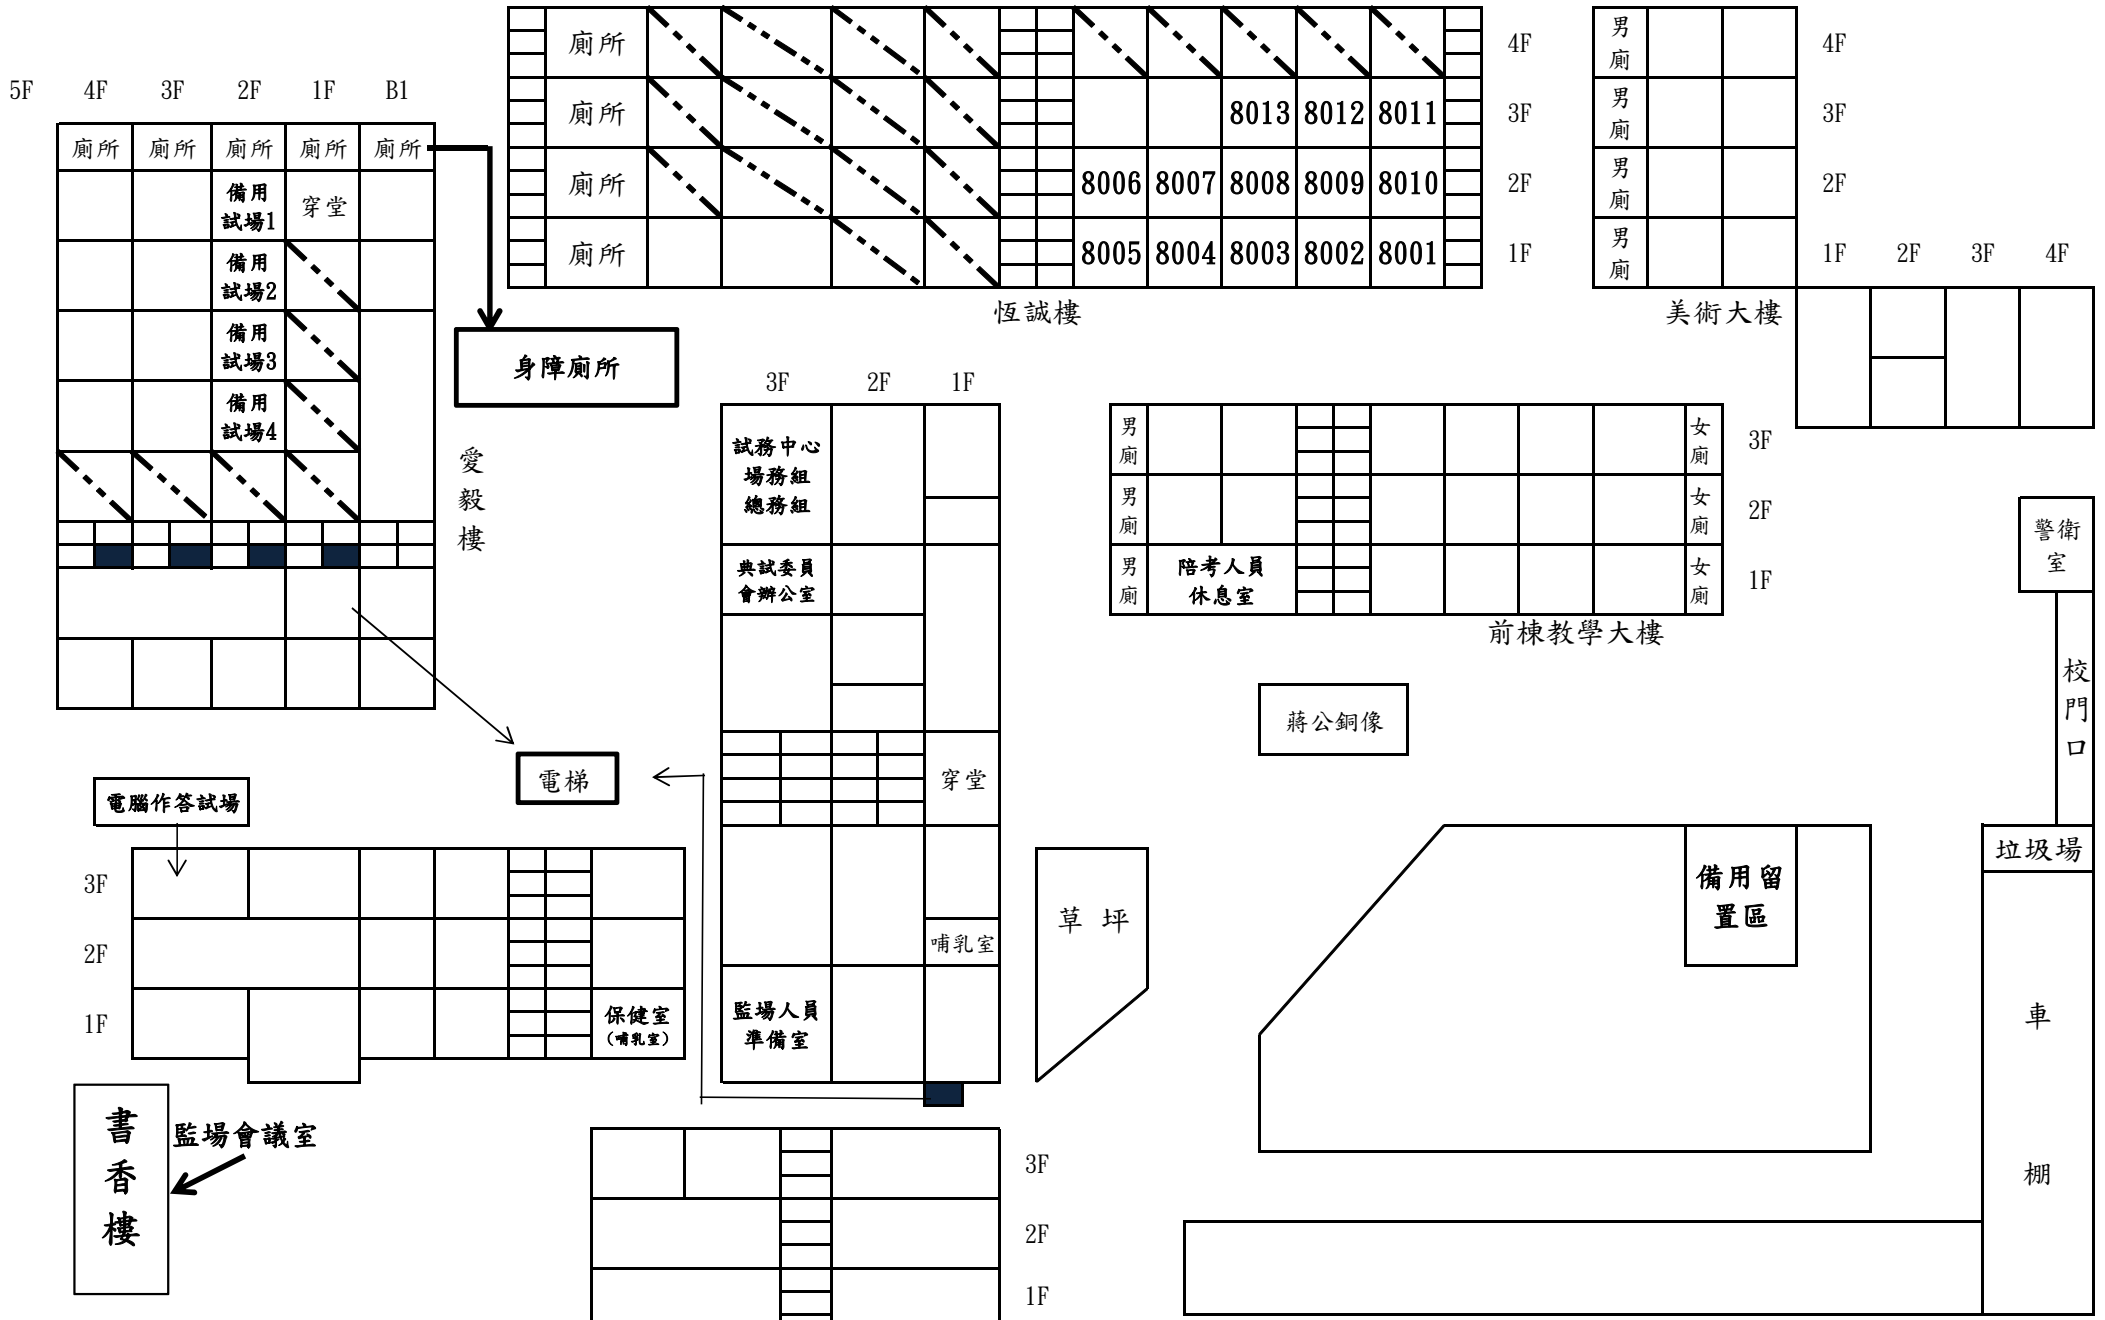 廁所 4F 男廁 4F
5F 4F 3F 2F 1F B1
廁所 8013 8012 8011 3F 男廁 3F
廁所 廁所 廁所 廁所 廁所
備用試場1 穿堂
廁所 8006 8007 8008 8009 8010 2F 男廁 2F
備用試場2
廁所 8005 8004 8003 8002 8001 1F 男廁 1F 2F 3F 4F
恆誠樓 美術大樓
備用試場3
身障廁所
備用試場4
愛毅樓
3F 2F 1F
試務中心
場務組
總務組
男廁 女廁 3F
男廁 女廁 2F
警衛室
典試委員
會辦公室
男廁 陪考人員 女廁 1F
休息室
前棟教學大樓
校門口
蔣公銅像
電梯
穿堂
電腦作答試場
垃圾場
3F
備用留
置區
草 坪
2F
哺乳室
1F
保健室
(哺乳室)
監場人員
準備室
車
棚
書香樓
監場會議室
3F
2F
1F